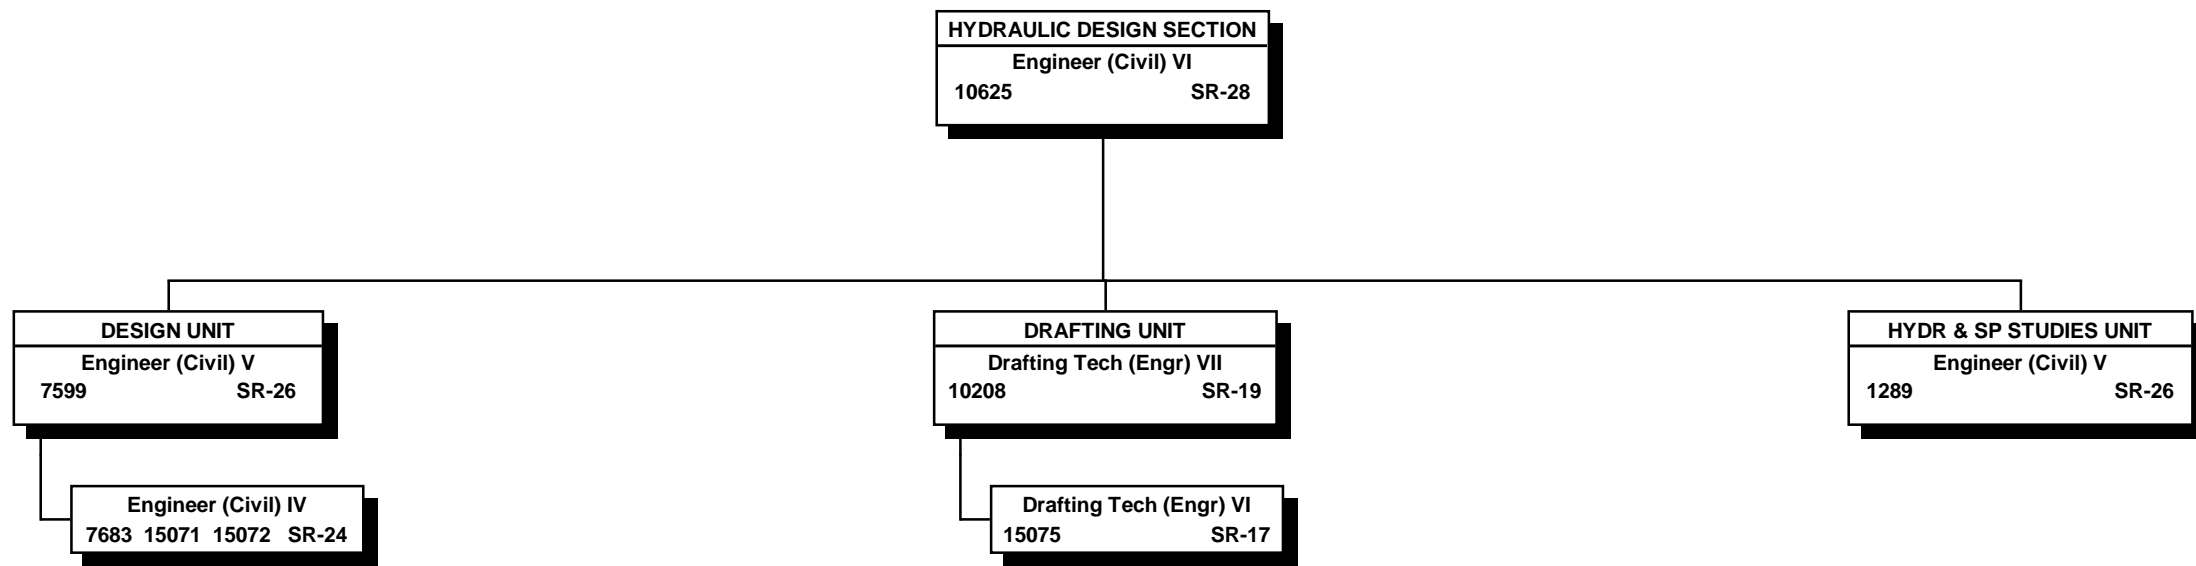 HYDRAULIC DESIGN SECTION
Engineer (Civil) VI
10625 SR-28
DESIGN UNIT
Engineer (Civil) V
7599 SR-26
Engineer (Civil) IV
7683 15071 15072 SR-24
DRAFTING UNIT
Drafting Tech (Engr) VII
10208 SR-19
Drafting Tech (Engr) VI
15075 SR-17
HYDR & SP STUDIES UNIT
Engineer (Civil) V
1289 SR-26